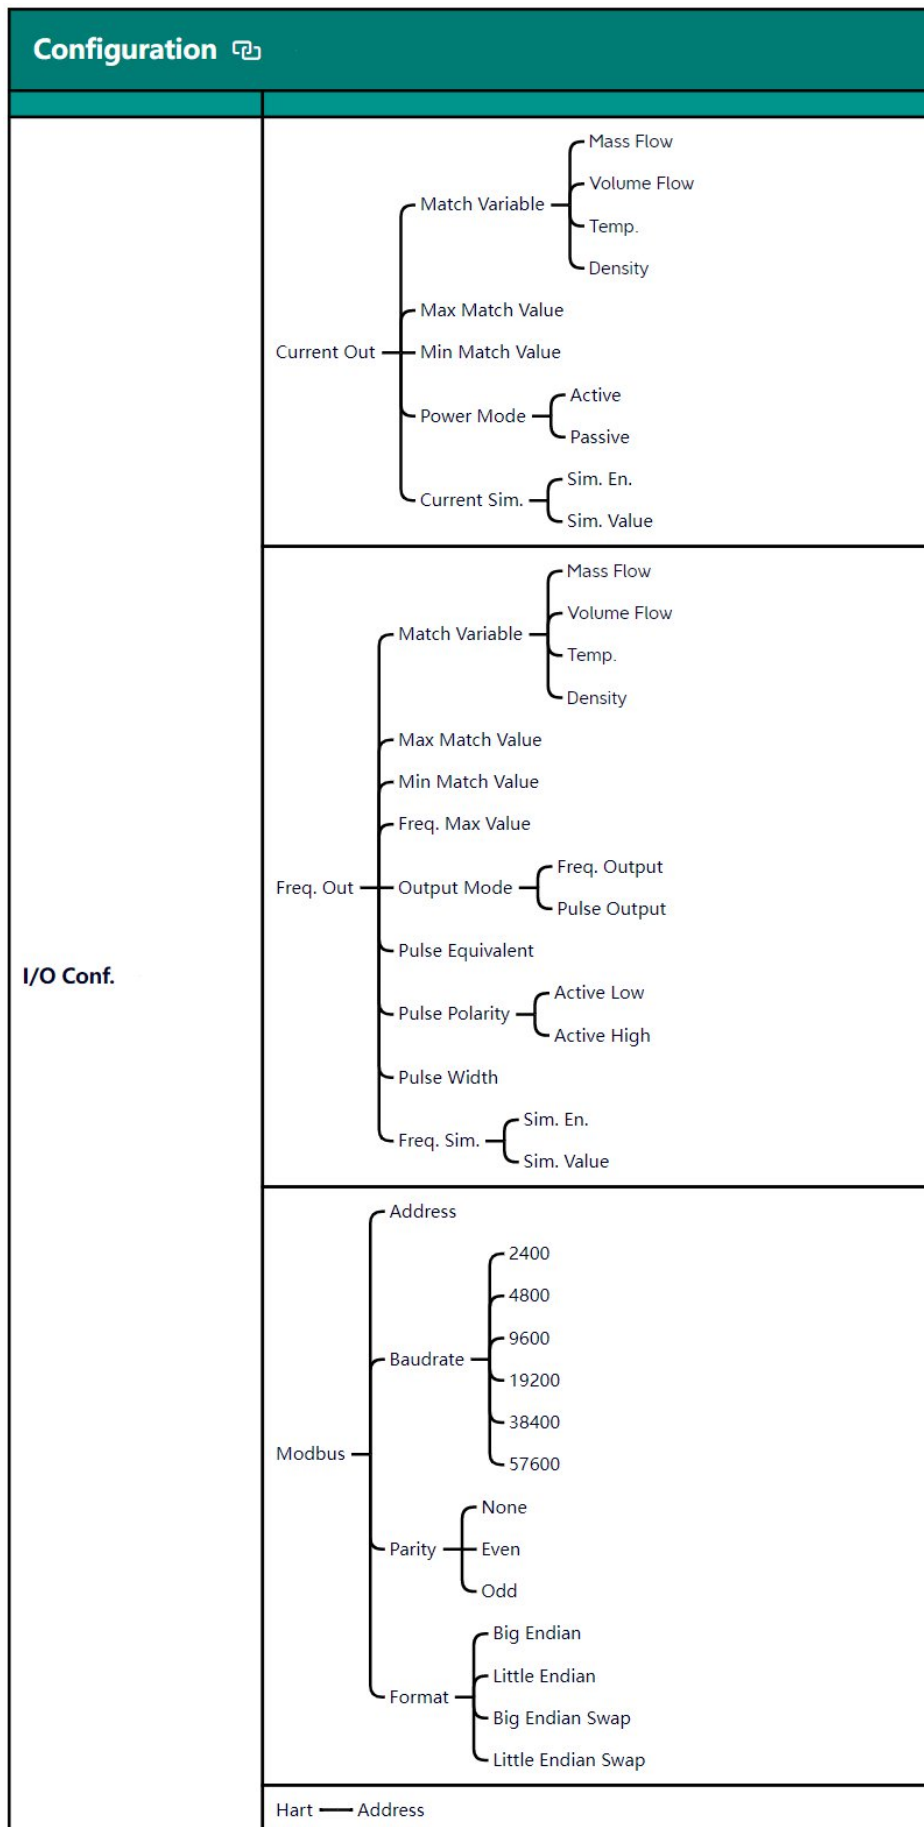 Configuration
Mass Flow
Volume Flow
Match Variable
Temp.
Density
Max Match Value
Current Out
Min Match Value
Active
Power Mode
Passive
Sim. En.
Current Sim.
Sim. Value
Mass Flow
Volume Flow
Match Variable
Temp.
Density
Max Match Value
Min Match Value
Freq. Max Value
Freq. Output
Freq. Out
Output Mode
Pulse Output
Pulse Equivalent
I/O Conf.
Active Low
Pulse Polarity
Active High
Pulse Width
Sim. En.
Freq. Sim.
Sim. Value
Address
2400
4800
9600
Baudrate
19200
38400
Modbus
57600
None
Parity
Even
Odd
Big Endian
Little Endian
Format
Big Endian Swap
Little Endian Swap
Hart
Address